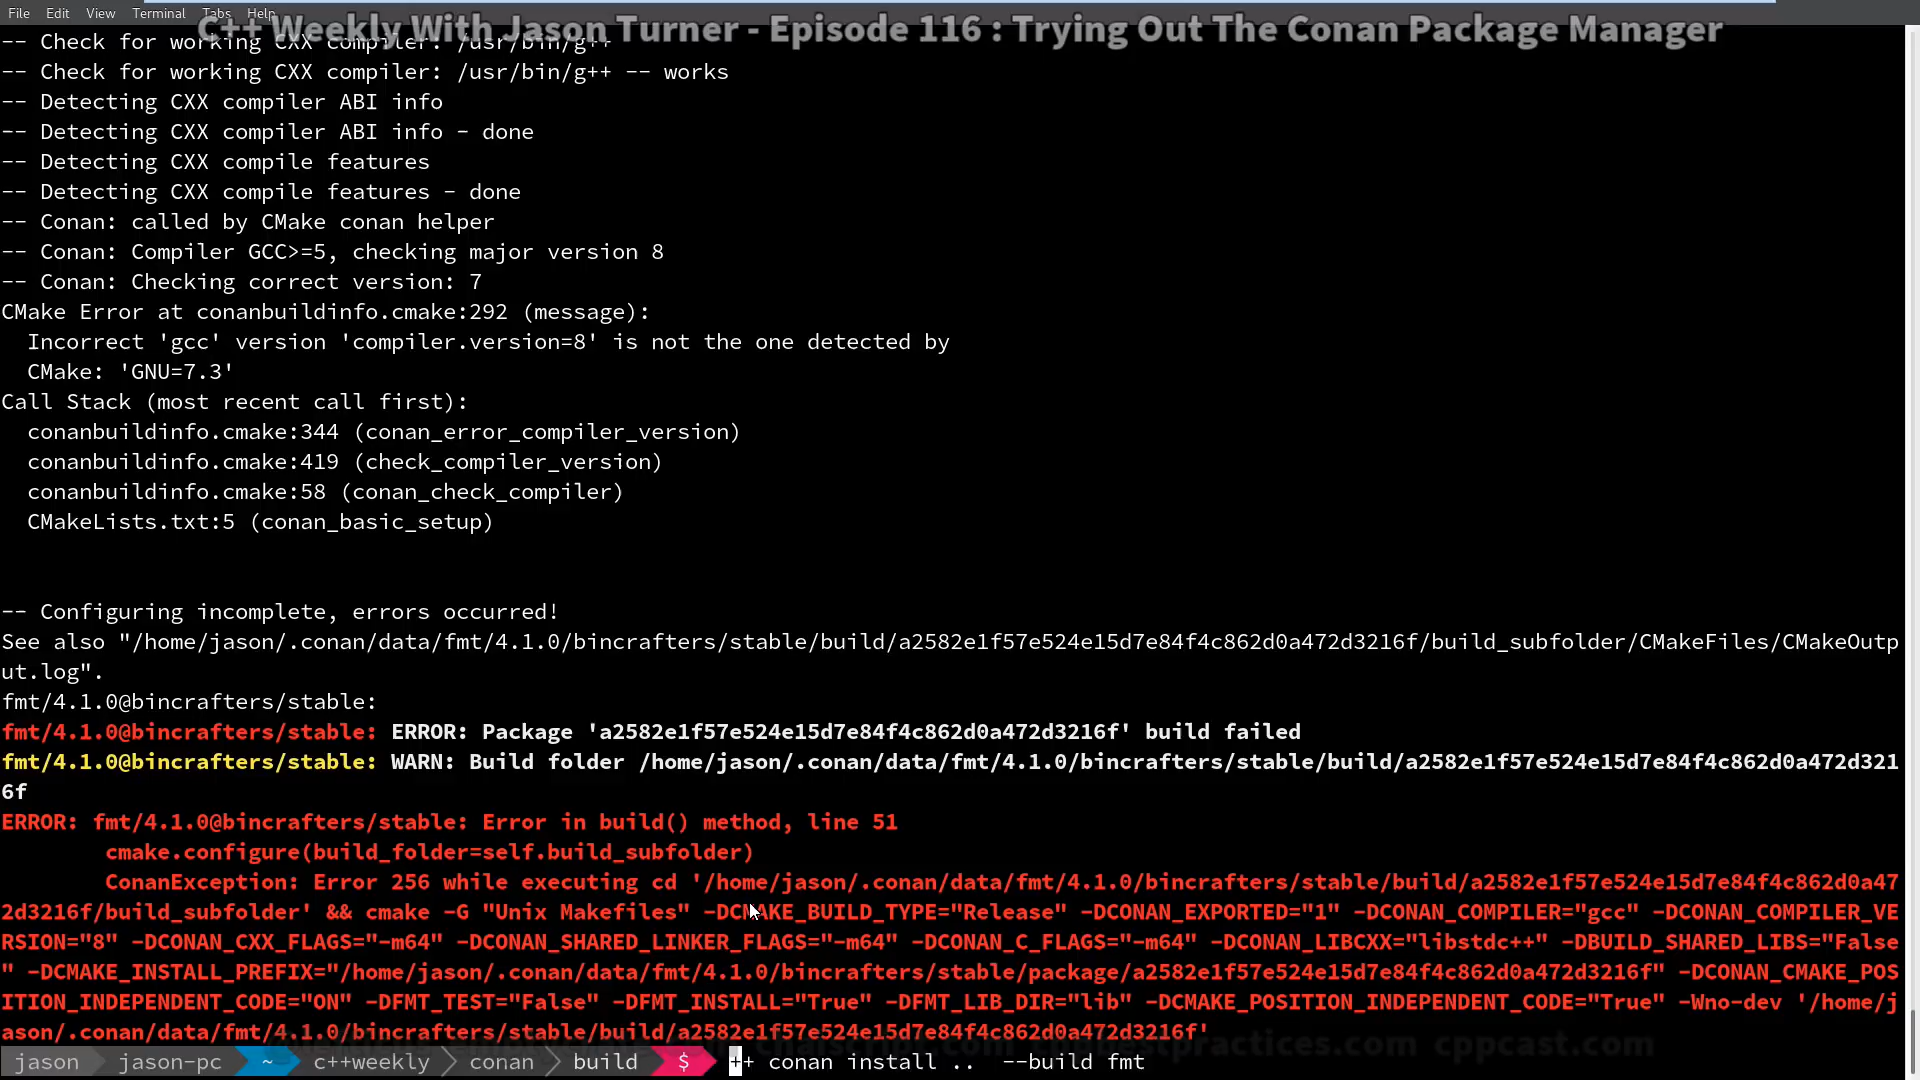 File Edit View Terminal Tabs Help
C++ Weekly With Jason Turner - Episode 116 : Trying Out The Conan Package Manager
-- Check for working CXX compiler: /usr/bin/g++
-- Check for working CXX compiler: /usr/bin/g++ -- works
-- Detecting CXX compiler ABI info
-- Detecting CXX compiler ABI info - done
-- Detecting CXX compile features
-- Detecting CXX compile features - done
-- Conan: called by CMake conan helper
-- Conan: Compiler GCC>=5, checking major version 8
-- Conan: Checking correct version: 7
CMake Error at conanbuildinfo.cmake:292 (message):
  Incorrect 'gcc' version 'compiler.version=8' is not the one detected by
  CMake: 'GNU=7.3'
Call Stack (most recent call first):
  conanbuildinfo.cmake:344 (conan_error_compiler_version)
  conanbuildinfo.cmake:419 (check_compiler_version)
  conanbuildinfo.cmake:58 (conan_check_compiler)
  CMakeLists.txt:5 (conan_basic_setup)
-- Configuring incomplete, errors occurred!
See also "/home/jason/.conan/data/fmt/4.1.0/bincrafters/stable/build/a2582e1f57e524e15d7e84f4c862d0a472d3216f/build_subfolder/CMakeFiles/CMakeOutp
ut.log".
fmt/4.1.0@bincrafters/stable:
fmt/4.1.0@bincrafters/stable: ERROR: Package 'a2582e1f57e524e15d7e84f4c862d0a472d3216f' build failed
fmt/4.1.0@bincrafters/stable: WARN: Build folder /home/jason/.conan/data/fmt/4.1.0/bincrafters/stable/build/a2582e1f57e524e15d7e84f4c862d0a472d321
6f
ERROR: fmt/4.1.0@bincrafters/stable: Error in build() method, line 51
        cmake.configure(build_folder=self.build_subfolder)
        ConanException: Error 256 while executing cd '/home/jason/.conan/data/fmt/4.1.0/bincrafters/stable/build/a2582e1f57e524e15d7e84f4c862d0a47
2d3216f/build_subfolder' && cmake -G "Unix Makefiles" -DCMAKE_BUILD_TYPE="Release" -DCONAN_EXPORTED="1" -DCONAN_COMPILER="gcc" -DCONAN_COMPILER_VE
RSION="8" -DCONAN_CXX_FLAGS="-m64" -DCONAN_SHARED_LINKER_FLAGS="-m64" -DCONAN_C_FLAGS="-m64" -DCONAN_LIBCXX="libstdc++" -DBUILD_SHARED_LIBS="False
" -DCMAKE_INSTALL_PREFIX="/home/jason/.conan/data/fmt/4.1.0/bincrafters/stable/package/a2582e1f57e524e15d7e84f4c862d0a472d3216f" -DCONAN_CMAKE_POS
ITION_INDEPENDENT_CODE="ON" -DFMT_TEST="False" -DFMT_INSTALL="True" -DFMT_LIB_DIR="lib" -DCMAKE_POSITION_INDEPENDENT_CODE="True" -Wno-dev '/home/j
ason/.conan/data/fmt/4.1.0/bincrafters/stable/build/a2582e1f57e524e15d7e84f4c862d0a472d3216f'
jason jason-pc ~ c++weekly conan build $ ++ conan install .. --build fmt
cppcast.com